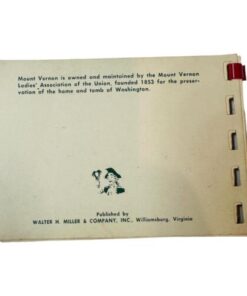 Mount Vernon is owned and maintained by the Mount Vernon
Ladies' Association of the Union, founded 1853 for the preser-
vation of the home and tomb of Washington.
Published by
WALTER H. MILLER & COMPANY, INC., Williamsburg, Virginia